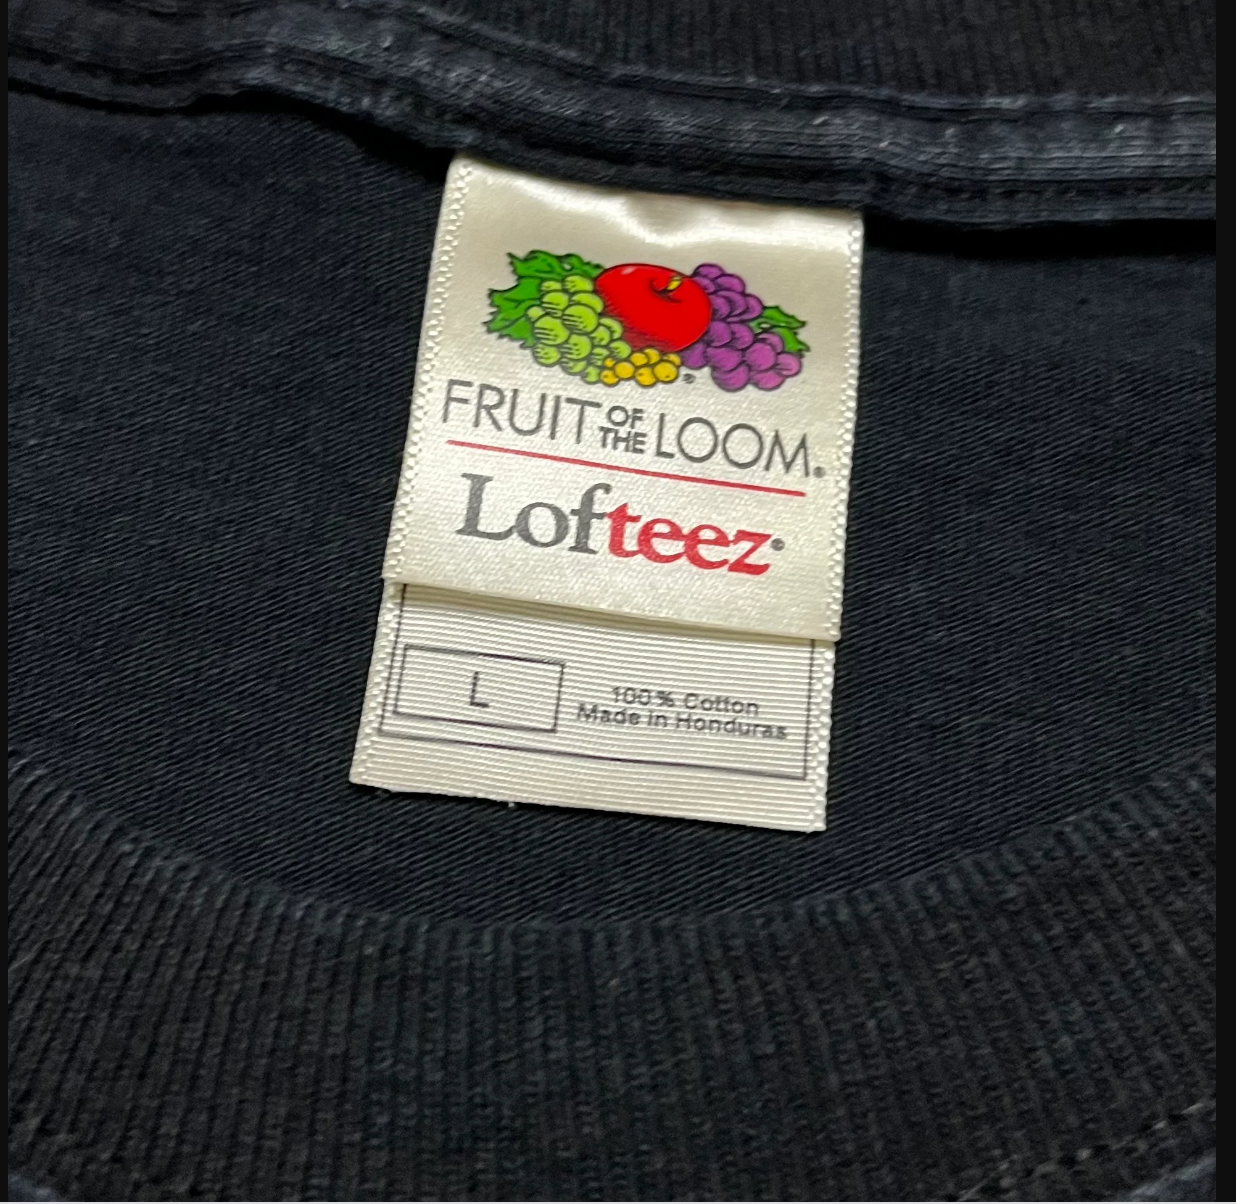 FRUIT OF THE LOOM.
Lofteez
L
100% Cotton
Made in Honduras